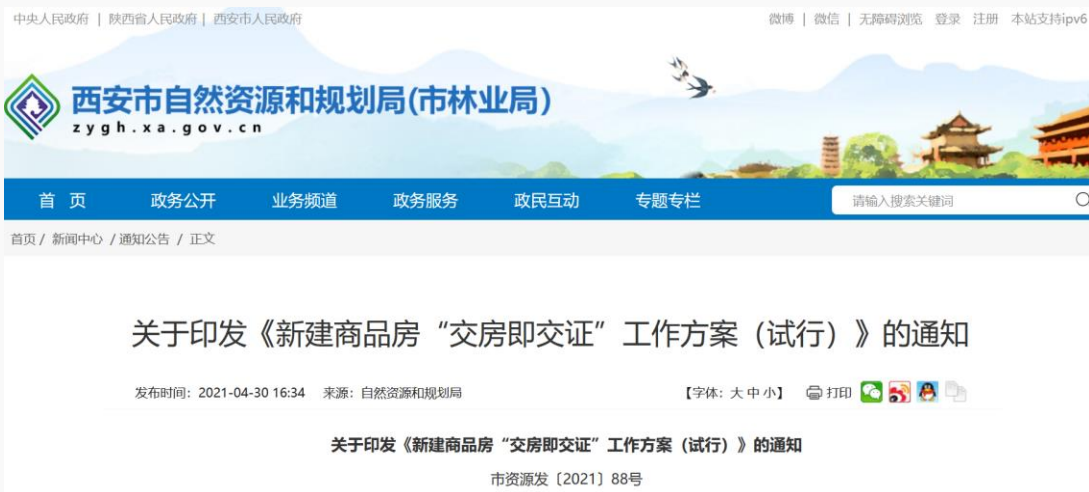 中央人民政府 | 陕西省人民政府 | 西安市人民政府 微博 | 微信 | 无障碍浏览 登录 注册 本站支持ipv6
西安市自然资源和规划局(市林业局)
zygh.xa.gov.cn
首 页 政务公开 业务频道 政务服务 政民互动 专题专栏 请输入搜索关键词
首页 / 新闻中心 / 通知公告 / 正文
关于印发《新建商品房“交房即交证”工作方案（试行）》的通知
发布时间：2021-04-30 16:34 来源：自然资源和规划局 【字体：大 中 小】 打印
关于印发《新建商品房“交房即交证”工作方案（试行）》的通知
市资源发〔2021〕88号